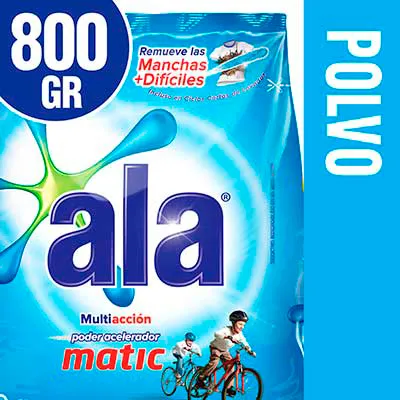 800
GR
Remueve las
Manchas
+Difíciles
ala®
Multiacción
poder acelerador
matic
POLVO